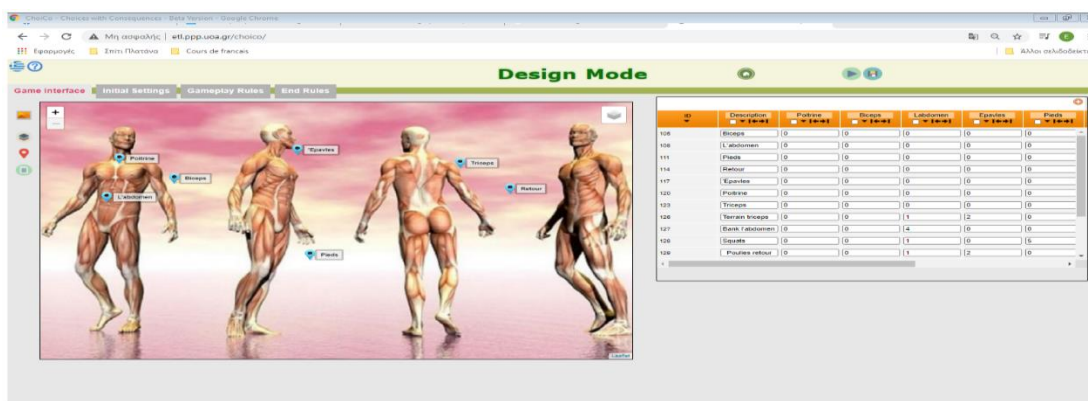 ChoiCo - Choices with Consequences - Beta Version - Google Chrome
Μη ασφαλής | etl.ppp.uoa.gr/choico/
Εφαρμογές Σπίτι Πλατάνα Cours de francais Άλλοι σελιδοδείκτ
Design Mode
Game Interface Initial Settings Gameplay Rules End Rules
+
-
Poitrine
'Epavles
Triceps
Biceps
Retour
L'abdomen
Pieds
Leaflet
ID Description Poitrine Biceps Labdomen Epavles Pieds
105 Biceps 0 0 0 0 0
108 L'abdomen 0 0 0 0 0
111 Pieds 0 0 0 0 0
114 Retour 0 0 0 0 0
117 'Epavles 0 0 0 0 0
120 Poitrine 0 0 0 0 0
123 Triceps 0 0 0 0 0
126 Terrain triceps 0 0 1 2 0
127 Bank l'abdomen 0 0 4 0 0
128 Squats 0 0 1 0 5
129 Poulies retour 0 0 1 2 0